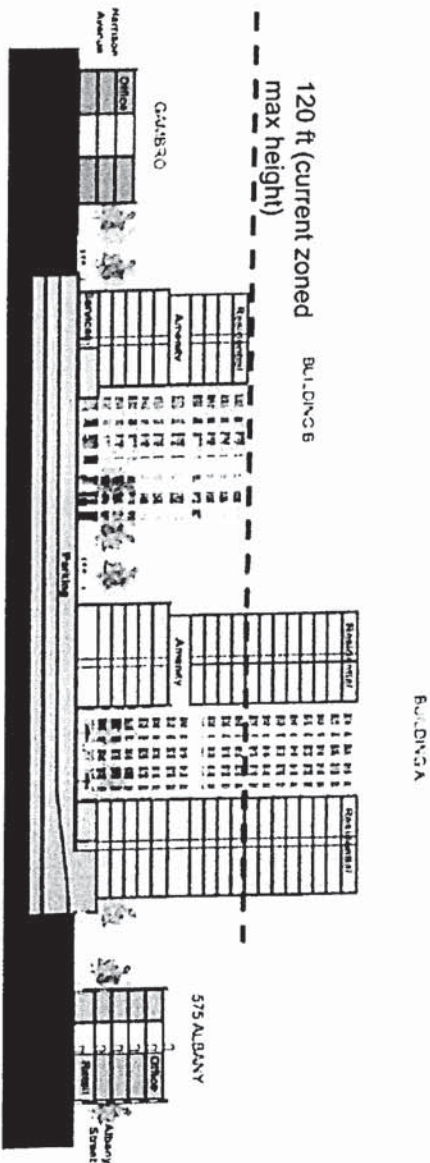 BUILDING A
120 ft (current zoned
max height)
BUILDING B
GAMBRO
575 ALBANY
Residential
Residential
Residential
Amenity
Amenity
Office
Harrison
Avenue
Services
Parking
Office
Retail
Albany
Street